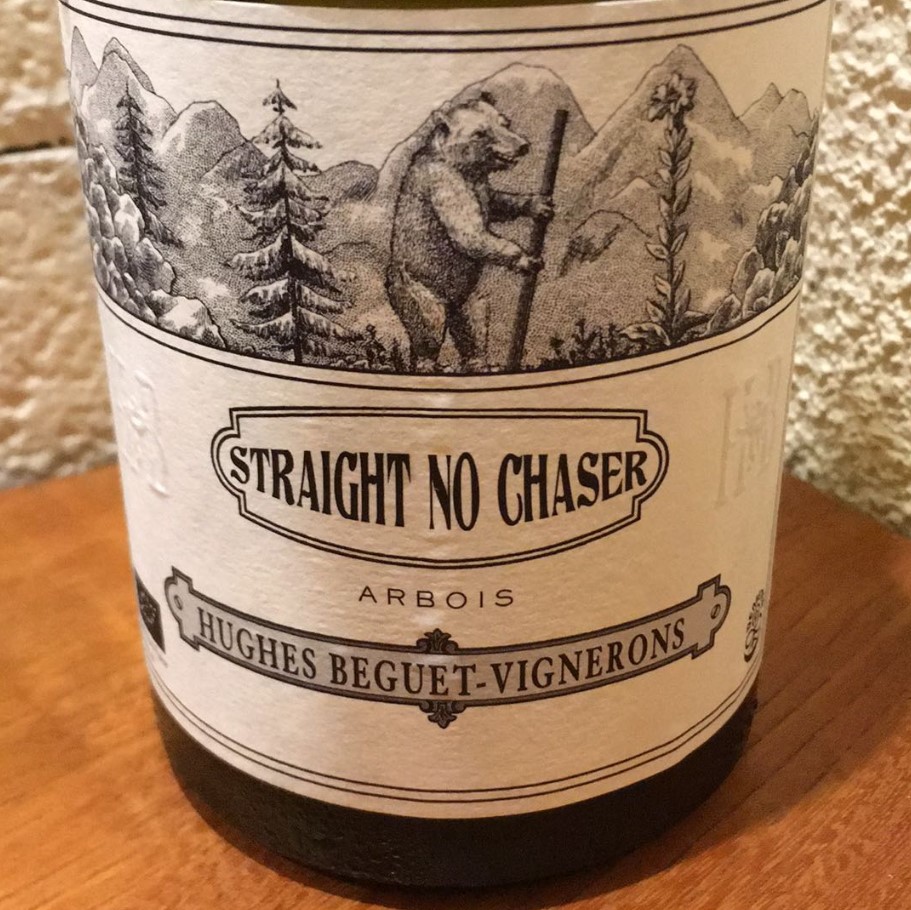 STRAIGHT NO CHASER
ARBOIS
HUGHES BEGUET-VIGNERONS